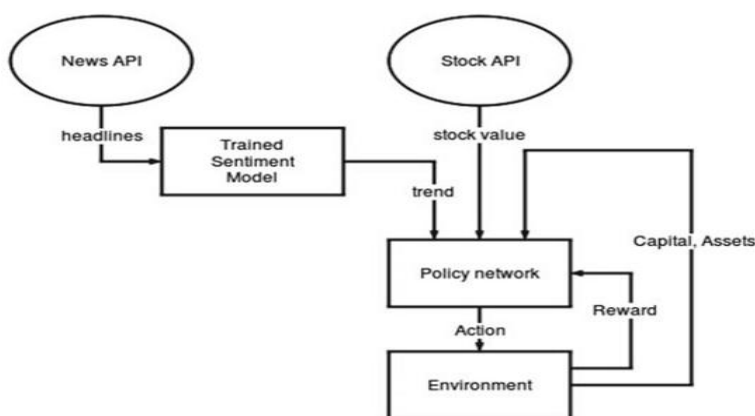 News API
Stock API
headlines
stock value
Trained
Sentiment
Model
trend
Capital, Assets
Policy network
Reward
Action
Environment